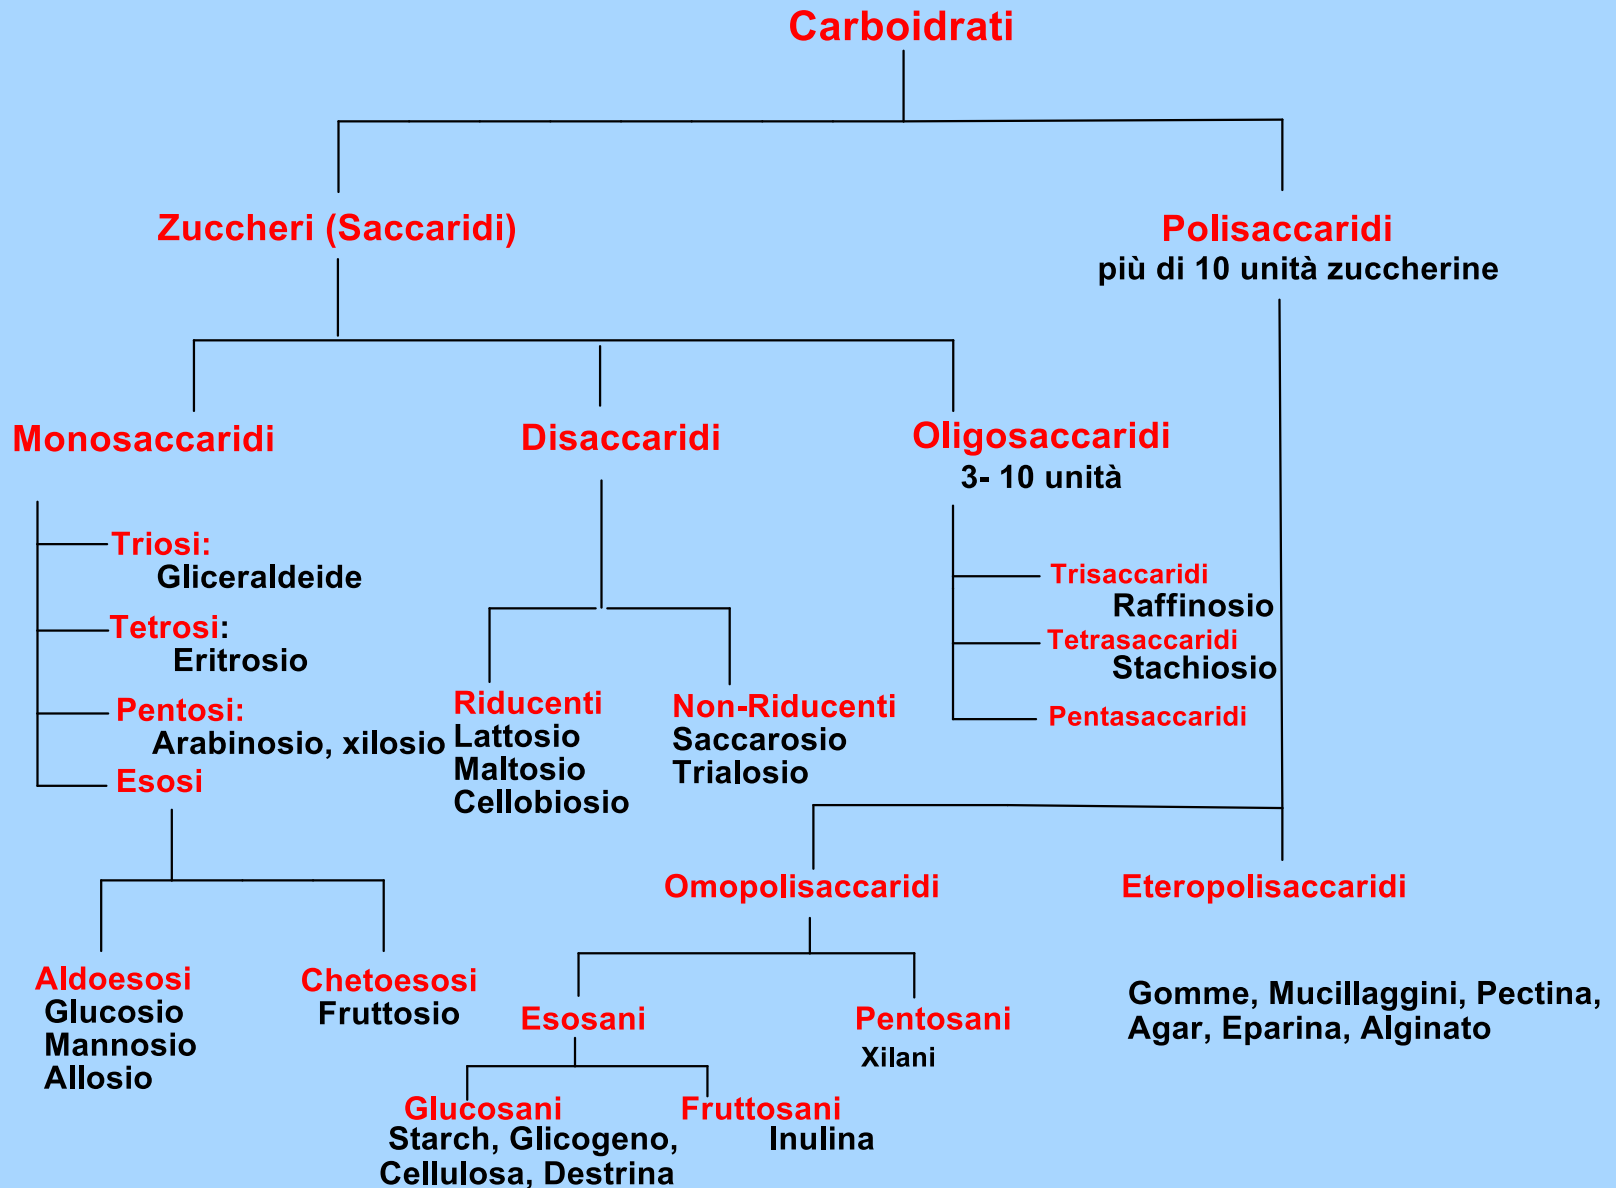 Carboidrati
Zuccheri (Saccaridi)
Polisaccaridi
più di 10 unità zuccherine
Monosaccaridi
Disaccaridi
Oligosaccaridi
3- 10 unità
Triosi:
Gliceraldeide
Tetrosi:
Eritrosio
Pentosi:
Arabinosio, xilosio
Esosi
Aldoesosi
Glucosio
Mannosio
Allosio
Chetoesosi
Fruttosio
Riducenti
Lattosio
Maltosio
Cellobiosio
Non-Riducenti
Saccarosio
Trialosio
Trisaccaridi
Raffinosio
Tetrasaccaridi
Stachiosio
Pentasaccaridi
Omopolisaccaridi
Eteropolisaccaridi
Esosani
Pentosani
Xilani
Glucosani
Starch, Glicogeno,
Cellulosa, Destrina
Fruttosani
Inulina
Gomme, Mucillaggini, Pectina,
Agar, Eparina, Alginato